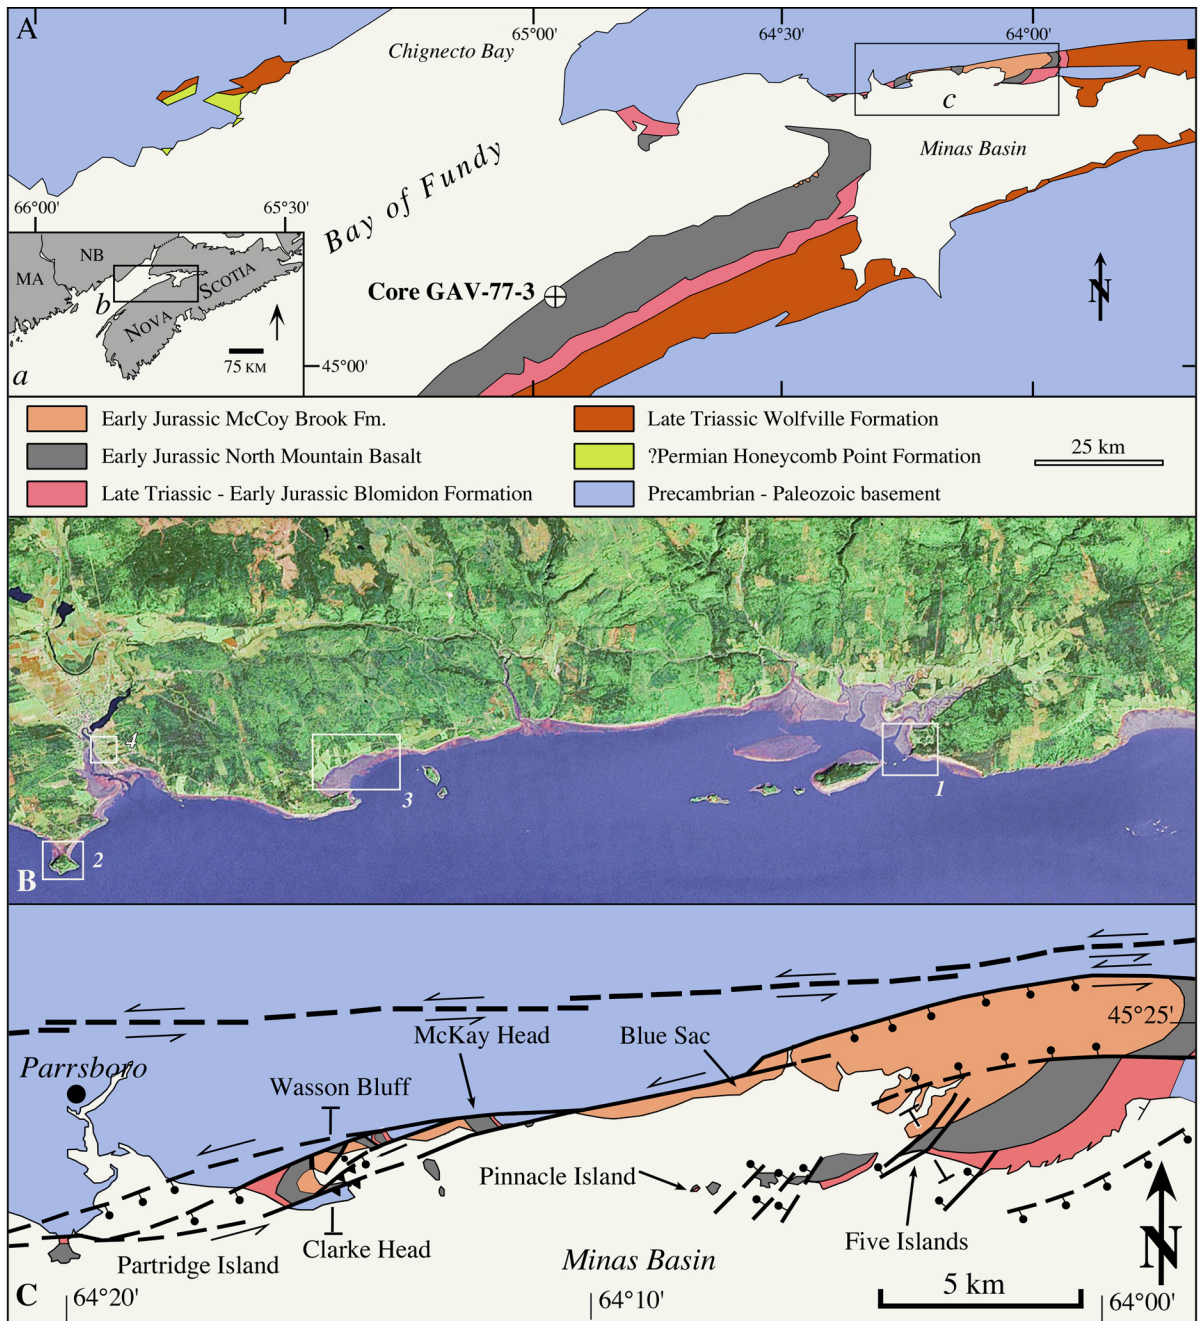 A
Chignecto Bay
65°00'
64°30'
64°00'
c
Minas Basin
Bay of Fundy
66°00'
65°30'
NB
MA
b
NOVA SCOTIA
75 KM
a
Core GAV-77-3
N
45°00'
Early Jurassic McCoy Brook Fm.
Early Jurassic North Mountain Basalt
Late Triassic - Early Jurassic Blomidon Formation
Late Triassic Wolfville Formation
?Permian Honeycomb Point Formation
Precambrian - Paleozoic basement
25 km
4
3
1
2
B
45°25'
McKay Head
Blue Sac
Parrsboro
Wasson Bluff
Pinnacle Island
Five Islands
Clarke Head
Partridge Island
Minas Basin
N
5 km
C
64°20'
64°10'
64°00'